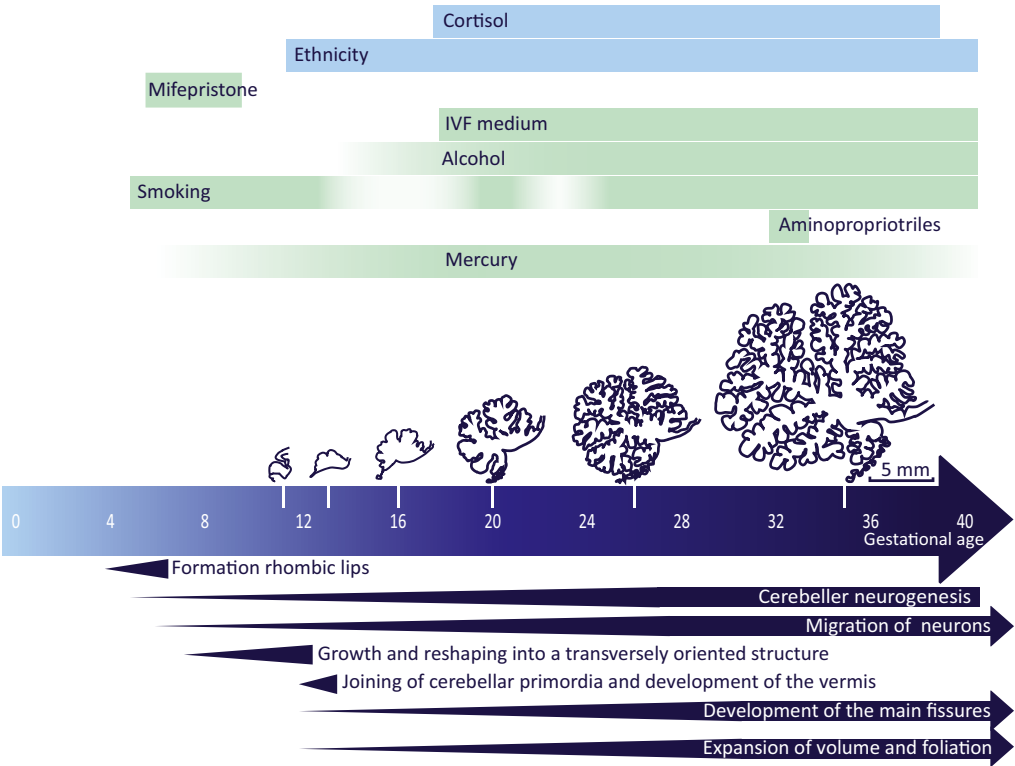 Cortisol
Ethnicity
Mifepristone
IVF medium
Alcohol
Smoking
Aminopropriotriles
Mercury
5 mm
0 4 8 12 16 20 24 28 32 36 40
Gestational age
Formation rhombic lips
Cerebeller neurogenesis
Migration of neurons
Growth and reshaping into a transversely oriented structure
Joining of cerebellar primordia and development of the vermis
Development of the main fissures
Expansion of volume and foliation